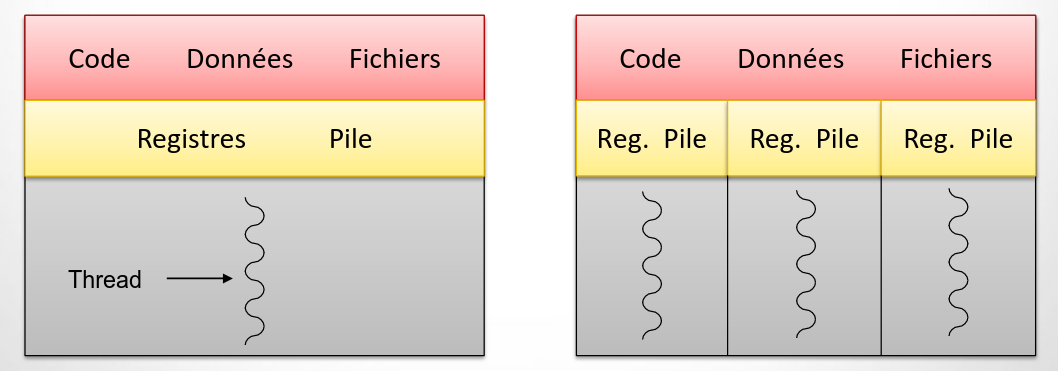 Code Données Fichiers
Registres Pile
Thread
Code Données Fichiers
Reg. Pile Reg. Pile Reg. Pile